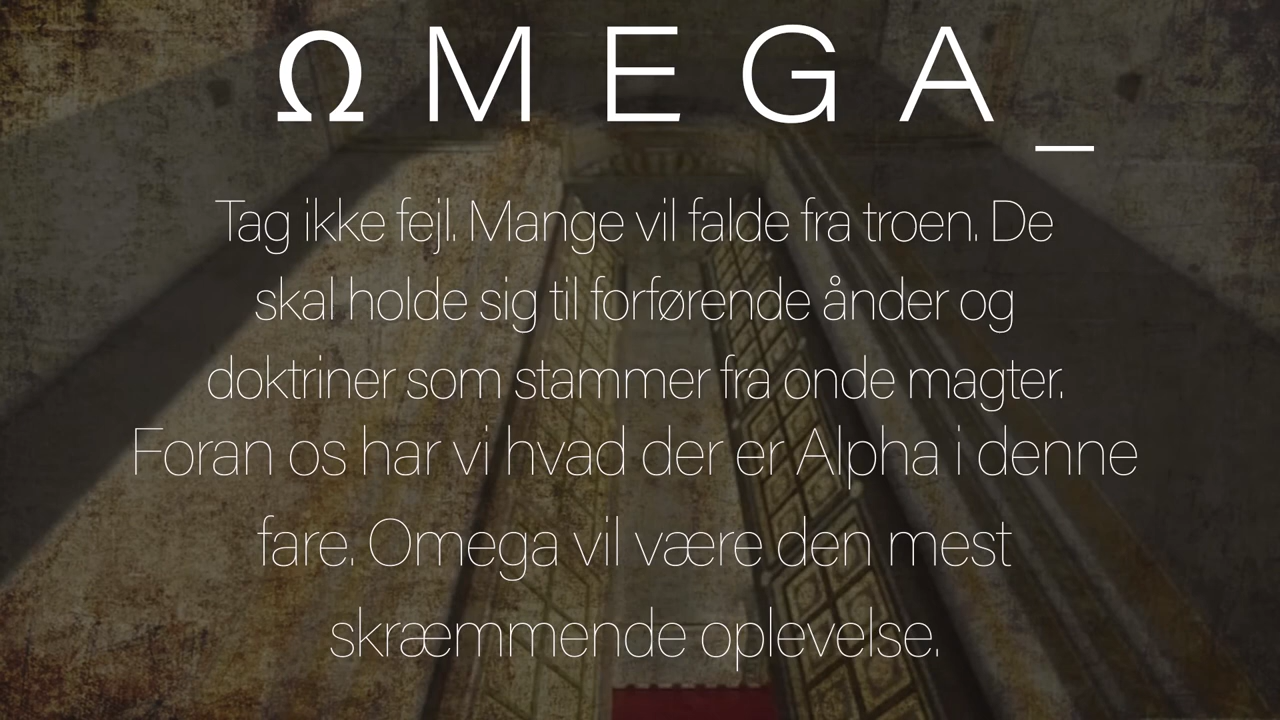 Ω M E G A _
Tag ikke fejl. Mange vil falde fra troen. De
skal holde sig til forførende ånder og
doktriner som stammer fra onde magter.
Foran os har vi hvad der er Alpha i denne
fare. Omega vil være den mest
skræmmende oplevelse.